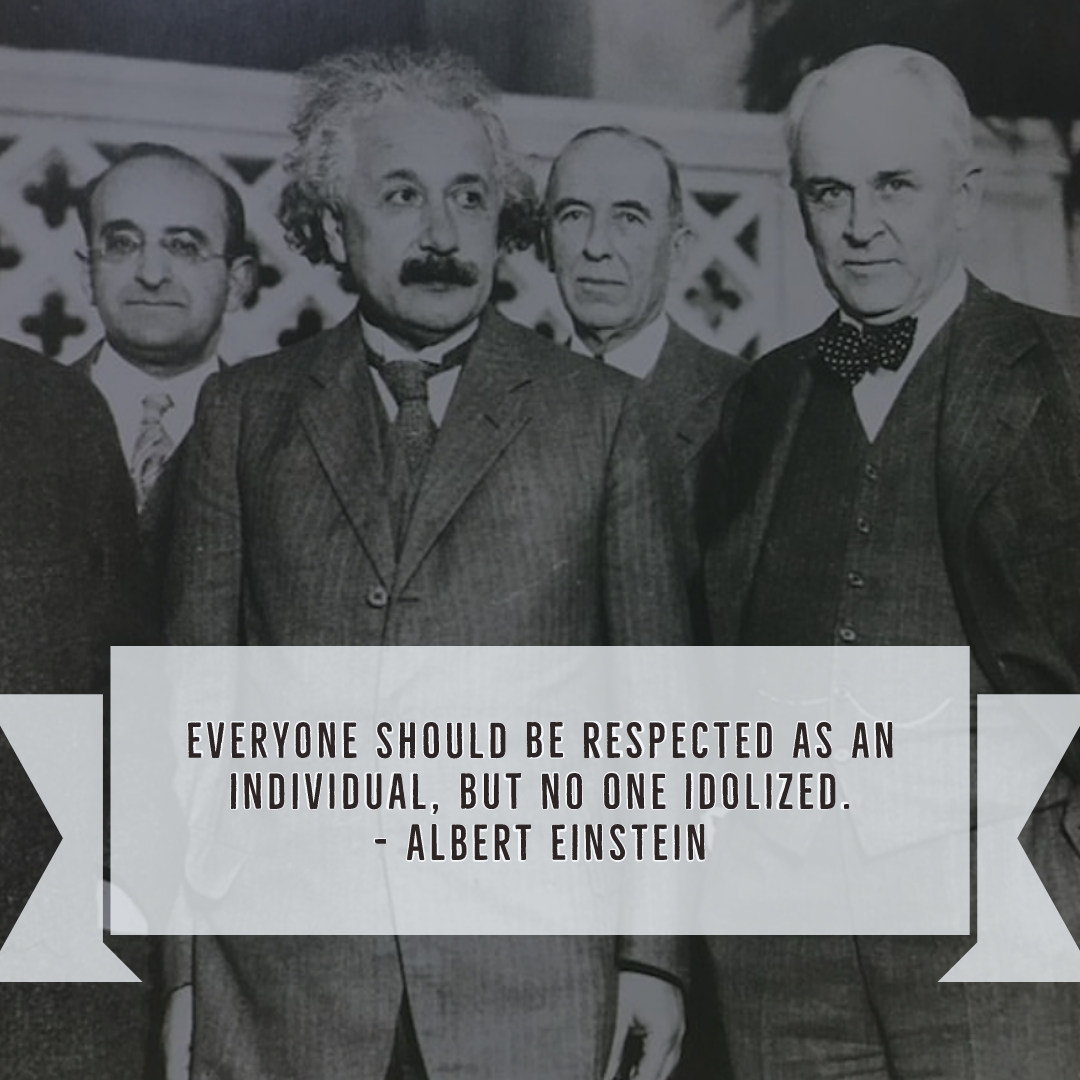 EVERYONE SHOULD BE RESPECTED AS AN
INDIVIDUAL, BUT NO ONE IDOLIZED.
- ALBERT EINSTEIN